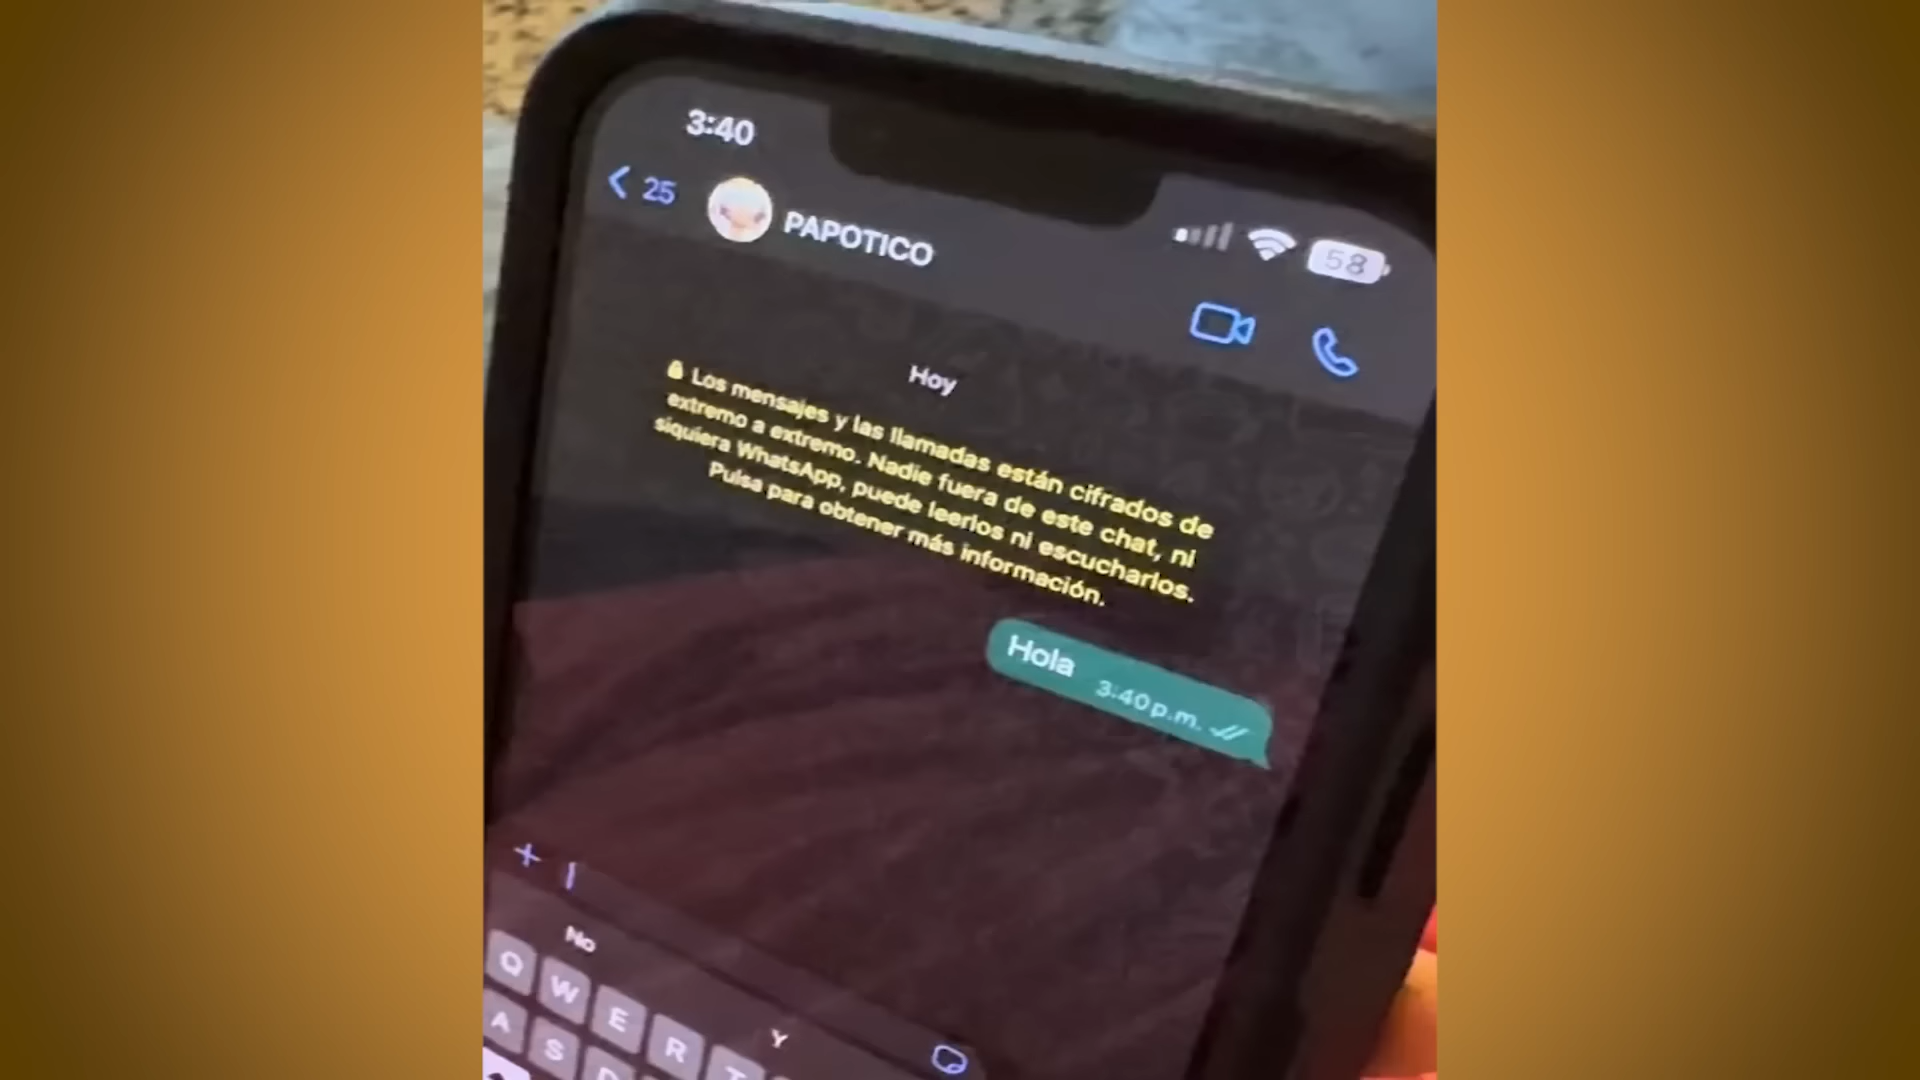 3:40
58
25
PAPOTICO
Hoy
Los mensajes y las llamadas están cifrados de
extremo a extremo. Nadie fuera de este chat, ni
siquiera WhatsApp, puede leerlos ni escucharlos.
Pulsa para obtener más información.
Hola
3:40 p.m.
No
Y
Q W E R T
A S D